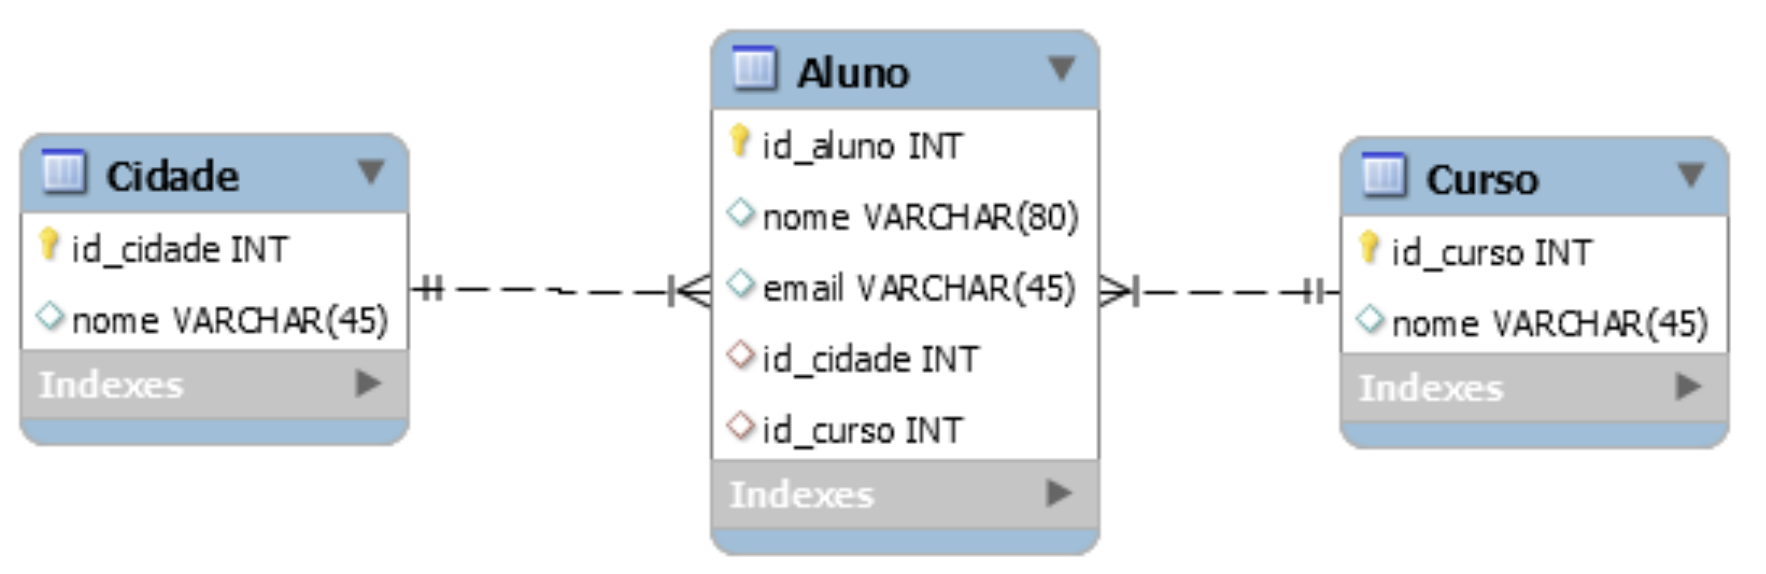 Cidade
id_cidade INT
nome VARCHAR(45)
Indexes
Aluno
id_aluno INT
nome VARCHAR(80)
email VARCHAR(45)
id_cidade INT
id_curso INT
Indexes
Curso
id_curso INT
nome VARCHAR(45)
Indexes